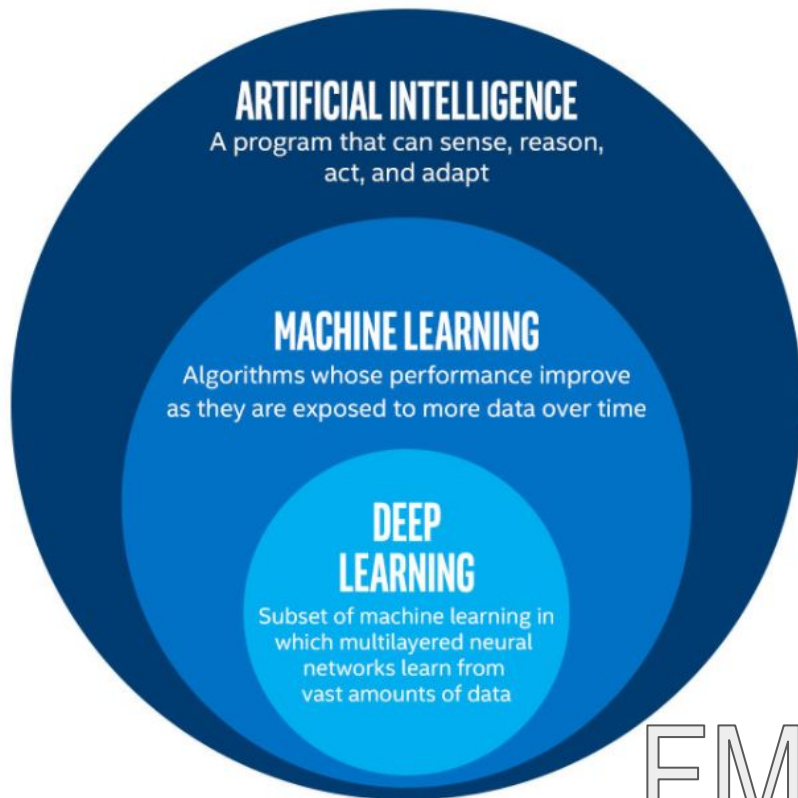 ARTIFICIAL INTELLIGENCE
A program that can sense, reason,
act, and adapt
MACHINE LEARNING
Algorithms whose performance improve
as they are exposed to more data over time
DEEP
LEARNING
Subset of machine learning in
which multilayered neural
networks learn from
vast amounts of data